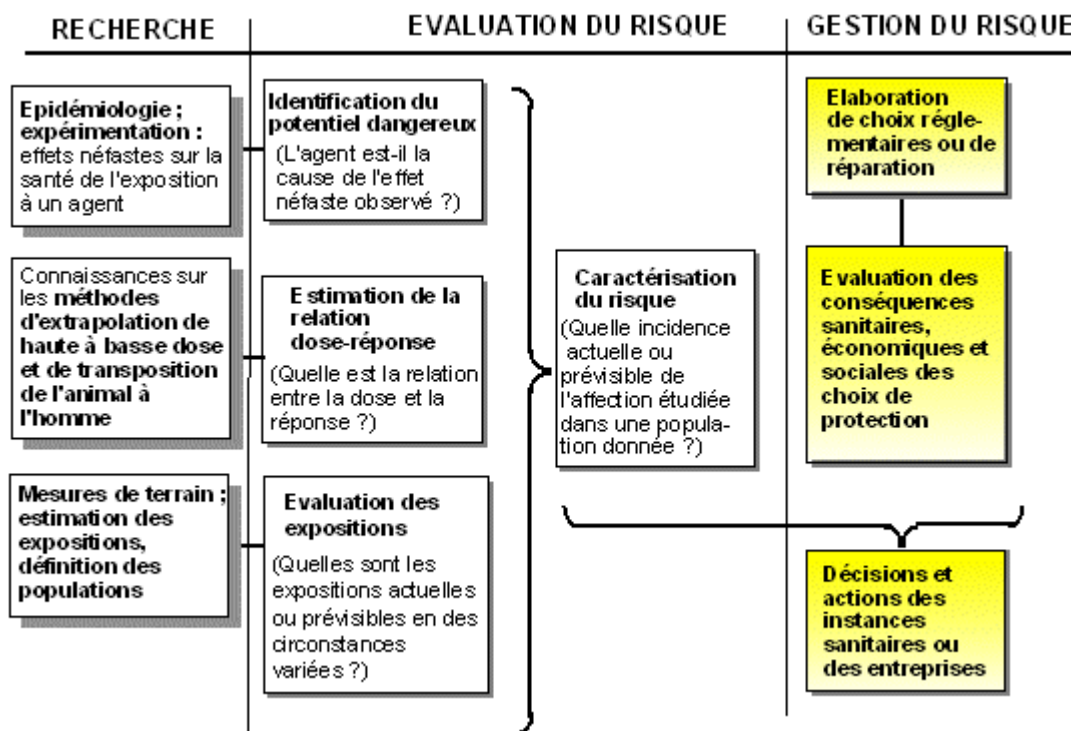 RECHERCHE
EVALUATION DU RISQUE
GESTION DU RISQUE
Epidémiologie ;
expérimentation :
effets néfastes sur la
santé de l'exposition
à un agent
Identification du
potentiel dangereux
(L'agent est-il la
cause de l'effet
néfaste observé ?)
Elaboration
de choix régle-
mentaires ou de
réparation
Connaissances sur
les méthodes
d'extrapolation de
haute à basse dose
et de transposition
de l'animal à
l'homme
Estimation de la
relation
dose-réponse
(Quelle est la relation
entre la dose et la
réponse ?)
Caractérisation
du risque
(Quelle incidence
actuelle ou
prévisible de
l'affection étudiée
dans une popula-
tion donnée ?)
Evaluation des
conséquences
sanitaires,
économiques et
sociales des
choix de
protection
Mesures de terrain ;
estimation des
expositions,
définition des
populations
Evaluation des
expositions
(Quelles sont les
expositions actuelles
ou prévisibles en des
circonstances
variées ?)
Décisions et
actions des
instances
sanitaires ou
des entreprises